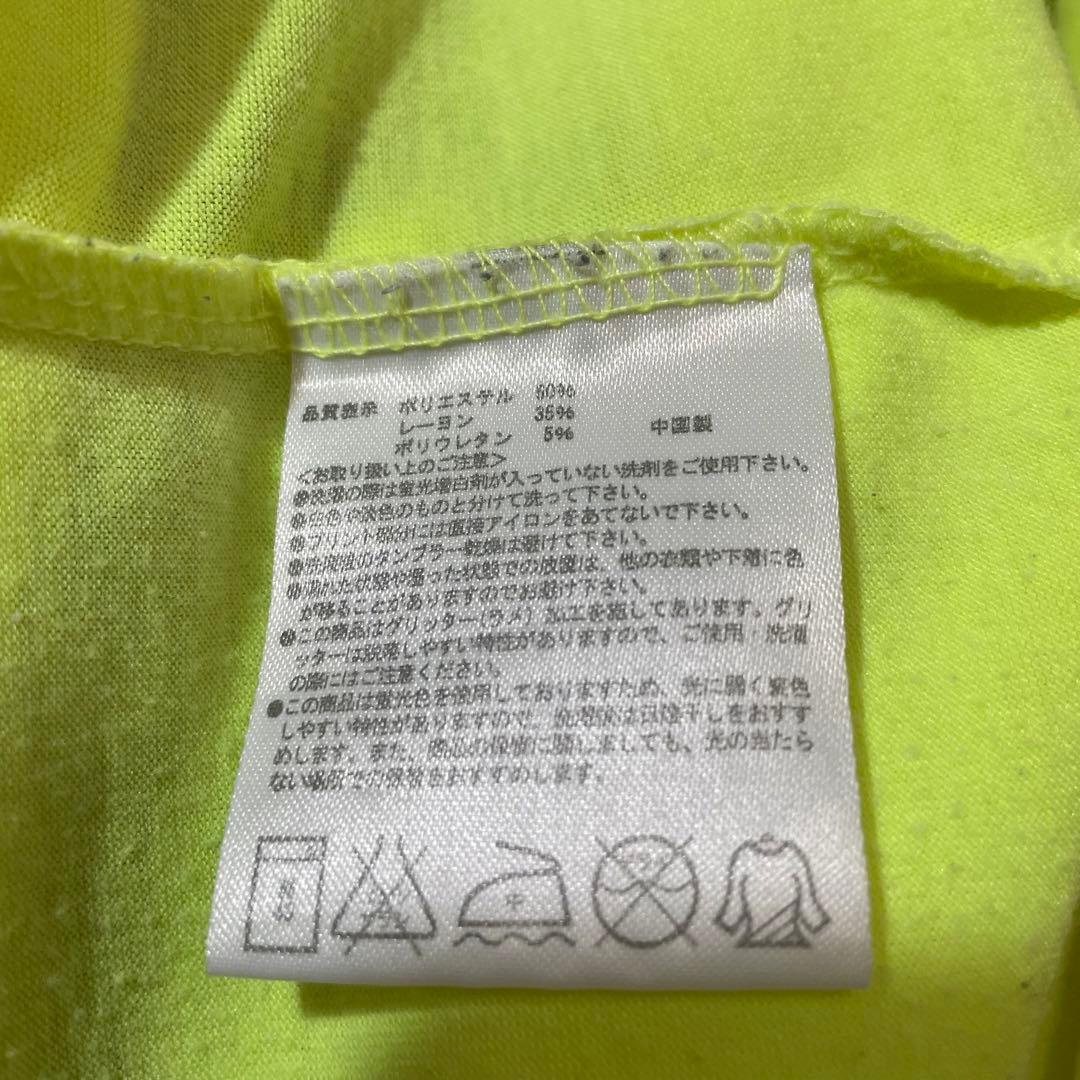 品質表示 ポリエステル 60%
レーヨン 35%
ポリウレタン 5% 中国製
<お取り扱い上のご注意>
●洗濯の際は蛍光増白剤が入っていない洗剤をご使用下さい。
●白色や淡色のものと分けて洗って下さい。
●プリント部分には直接アイロンをあてないで下さい。
●洗濯後のタンブラー乾燥は避けて下さい。
●濡れた状態や湿った状態での放置は、他の衣類や下着に色
が移ることがありますのでお避け下さい。
●この商品はグリッター(ラメ)加工を施してあります。グリ
ッターは脱落しやすい特性がありますので、ご使用・洗濯
の際にはご注意ください。
●この商品は蛍光色を使用しておりますため、光に弱く変色
しやすい特性がありますので、洗濯後は日陰干しをおすす
めします。また、商品の保管に際しましても、光の当たら
ない場所での保管をおすすめします。
40 中